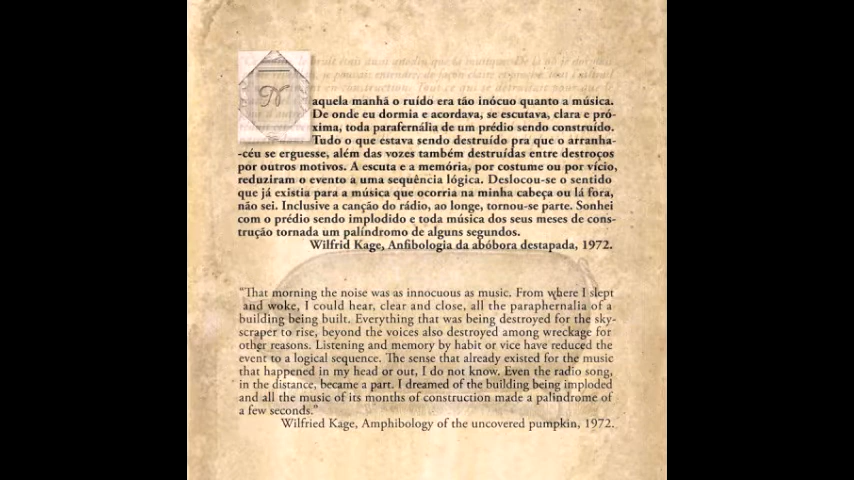 Naquela manhã o ruído era tão inócuo quanto a música.
De onde eu dormia e acordava, se escutava, clara e pró-
xima, toda parafernália de um prédio sendo construído.
Tudo o que estava sendo destruído pra que o arranha-
-céu se erguesse, além das vozes também destruídas entre destroços
por outros motivos. A escuta e a memória, por costume ou por vício,
reduziram o evento a uma sequência lógica. Deslocou-se o sentido
que já existia para a música que ocorria na minha cabeça ou lá fora,
não sei. Inclusive a canção do rádio, ao longe, tornou-se parte. Sonhei
com o prédio sendo implodido e toda música dos seus meses de cons-
trução tornada um palíndromo de alguns segundos.
Wilfrid Kage, Anfibologia da abóbora destapada, 1972.
"That morning the noise was as innocuous as music. From where I slept
and woke, I could hear, clear and close, all the paraphernalia of a
building being built. Everything that was being destroyed for the sky-
scraper to rise, beyond the voices also destroyed among wreckage for
other reasons. Listening and memory by habit or vice have reduced the
event to a logical sequence. The sense that already existed for the music
that happened in my head or out, I do not know. Even the radio song,
in the distance, became a part. I dreamed of the building being imploded
and all the music of its months of construction made a palindrome of
a few seconds."
Wilfried Kage, Amphibology of the uncovered pumpkin, 1972.